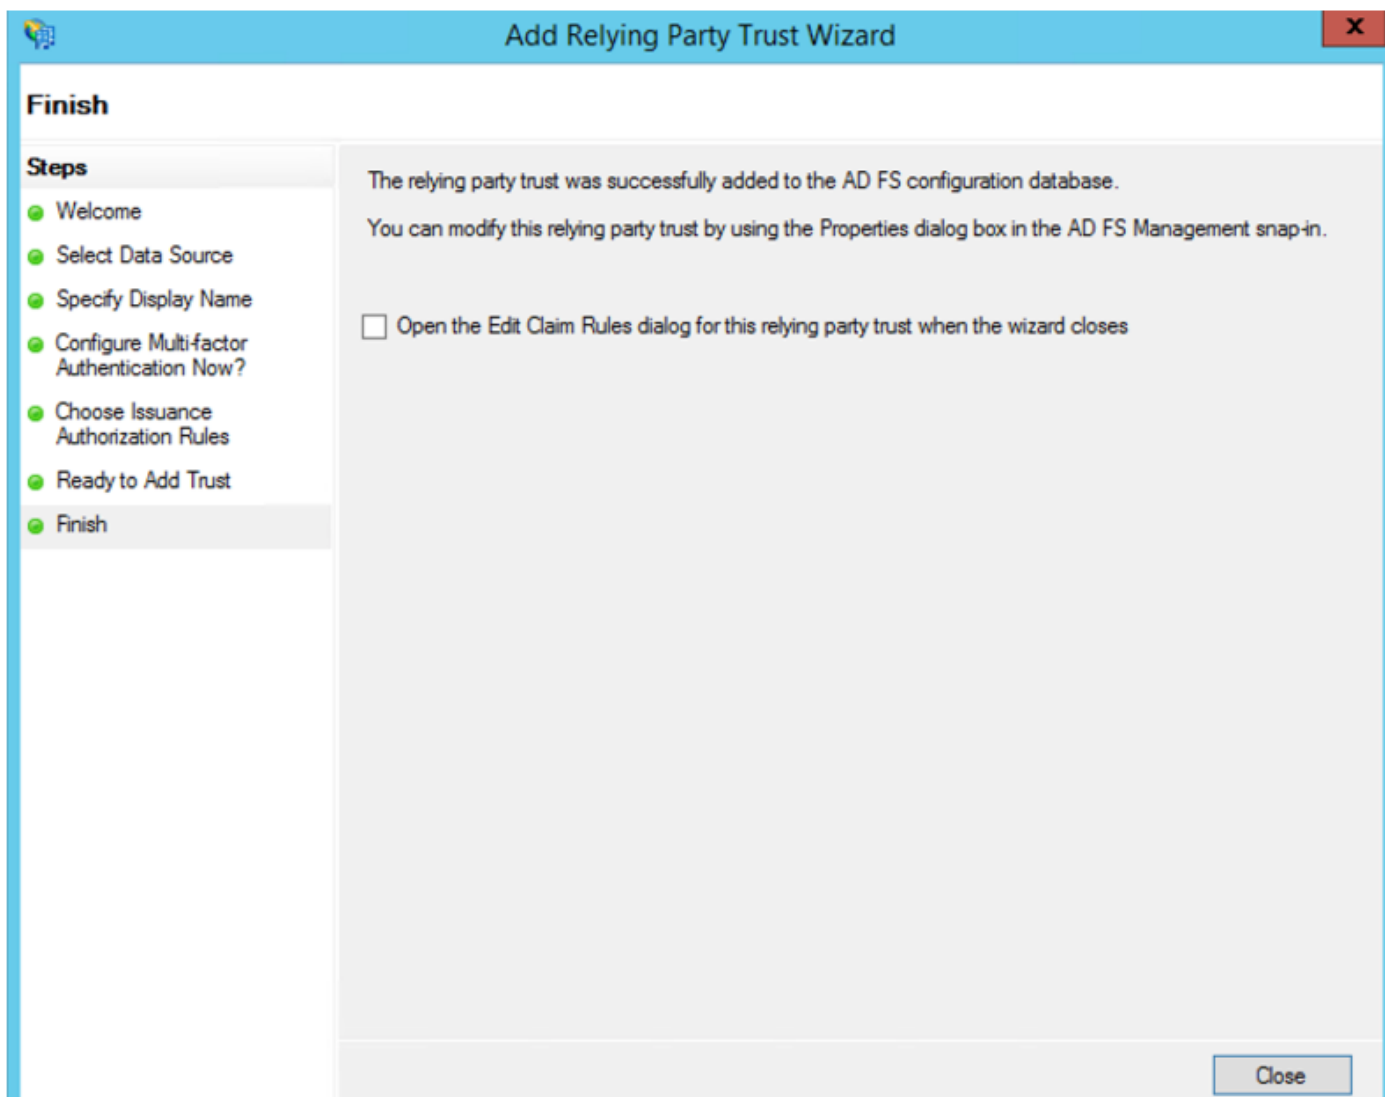 Add Relying Party Trust Wizard
X
Finish
Steps
Welcome
Select Data Source
Specify Display Name
Configure Multi-factor
Authentication Now?
Choose Issuance
Authorization Rules
Ready to Add Trust
Finish
The relying party trust was successfully added to the AD FS configuration database.
You can modify this relying party trust by using the Properties dialog box in the AD FS Management snap-in.
Open the Edit Claim Rules dialog for this relying party trust when the wizard closes
Close